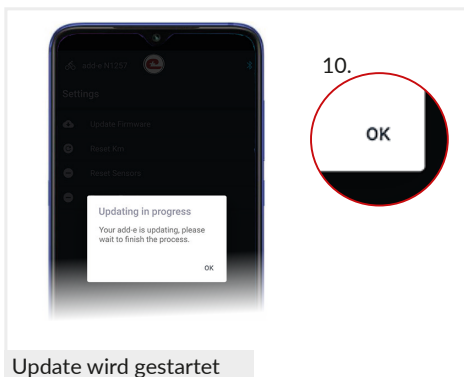 add-e N1257
Settings
Update Firmware
Reset Km
Reset Sensors
Updating in progress
Your add-e is updating, please
wait to finish the process.
OK
10.
OK
Update wird gestartet